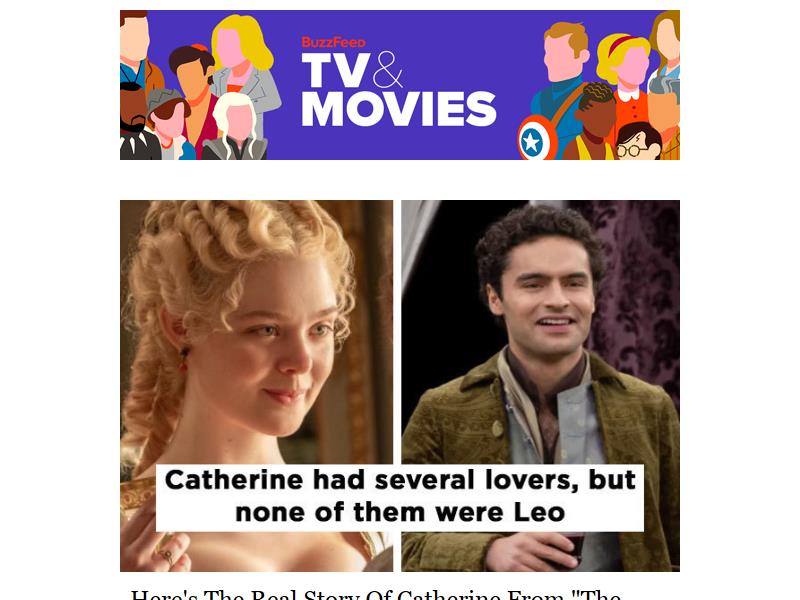 BuzzFeed
TV&
MOVIES
Catherine had several lovers, but
none of them were Leo
Here's The Real Story Of Catherine From "The